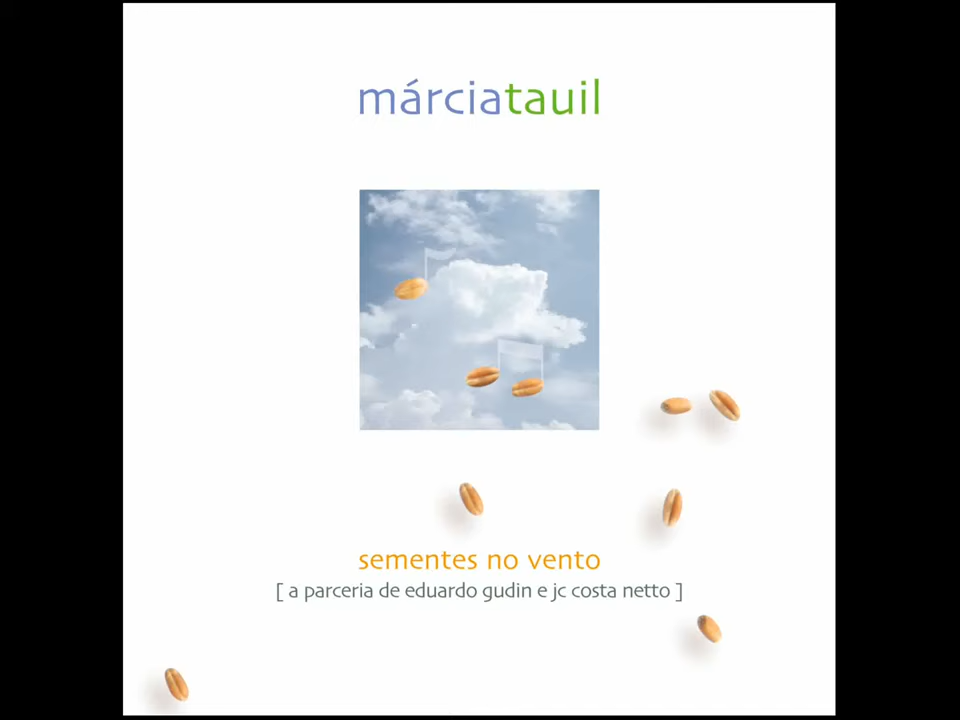 márciatauil
sementes no vento
[ a parceria de eduardo gudin e jc costa netto ]